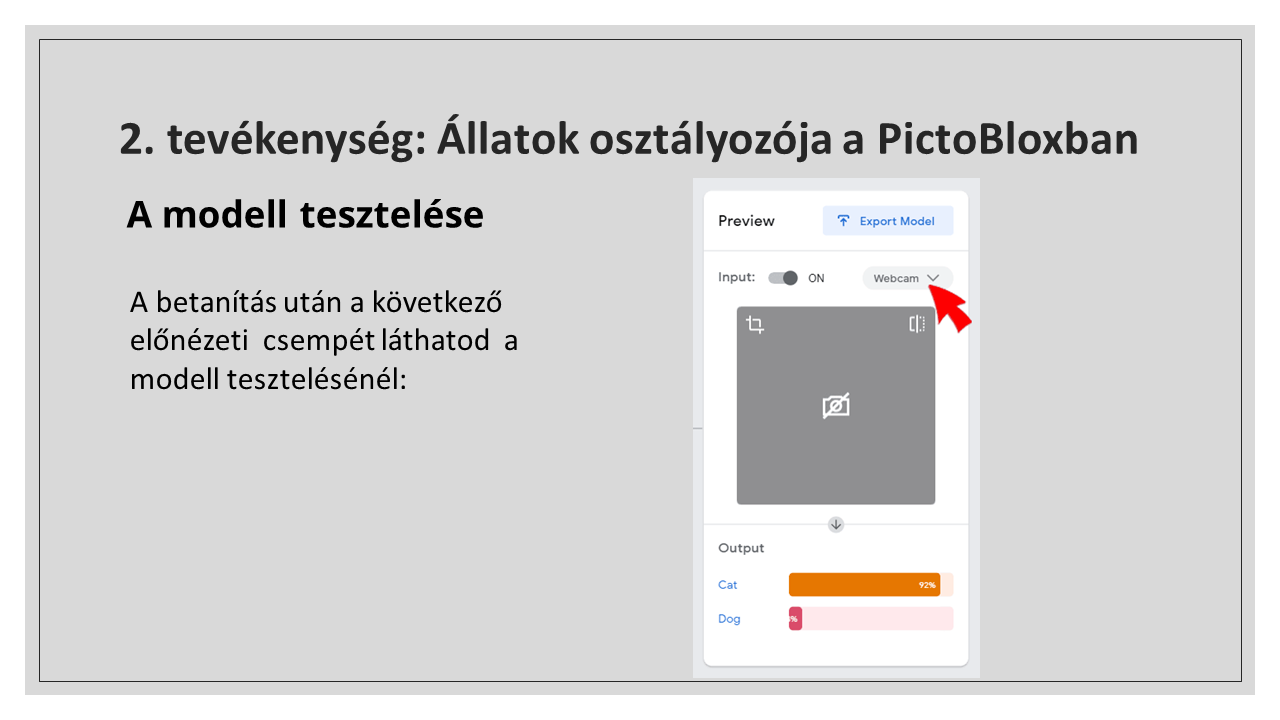 2. tevékenység: Állatok osztályozója a PictoBloxban
A modell tesztelése
A betanítás után a következő
előnézeti csempét láthatod a
modell tesztelésénél:
Preview
Export Model
Input: ON Webcam
Output
Cat 92%
Dog